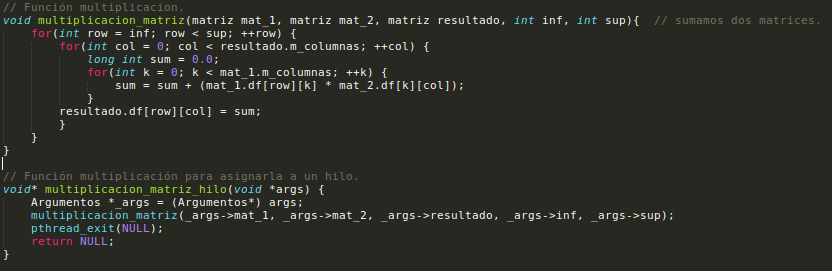 // Función multiplicacion.
void multiplicacion_matriz(matriz mat_1, matriz mat_2, matriz resultado, int inf, int sup){  // sumamos dos matrices.
    for(int row = inf; row < sup; ++row) {
        for(int col = 0; col < resultado.m_columnas; ++col) {
            long int sum = 0.0;
            for(int k = 0; k < mat_1.m_columnas; ++k) {
                sum = sum + (mat_1.df[row][k] * mat_2.df[k][col]);
            }
        resultado.df[row][col] = sum;
        }
    }
}
// Función multiplicación para asignarla a un hilo.
void* multiplicacion_matriz_hilo(void *args) {
    Argumentos *_args = (Argumentos*) args;
    multiplicacion_matriz(_args->mat_1, _args->mat_2, _args->resultado, _args->inf, _args->sup);
    pthread_exit(NULL);
    return NULL;
}